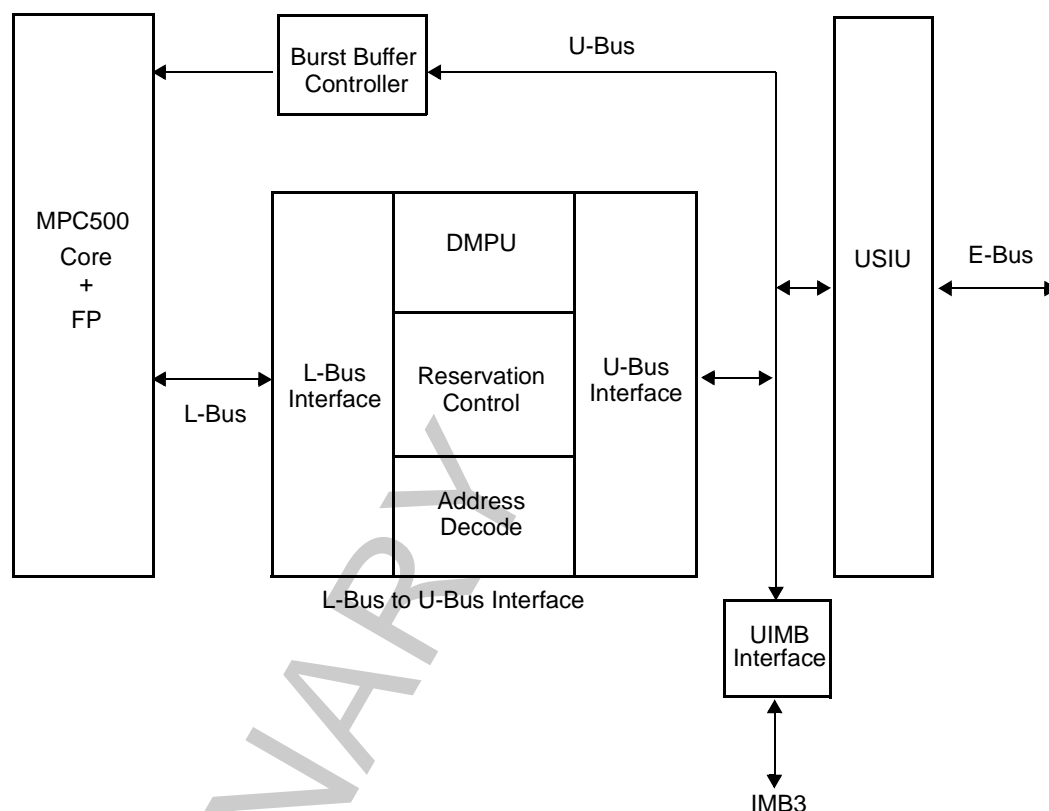 Burst Buffer
Controller
U-Bus
MPC500
Core
+
FP
DMPU
USIU
E-Bus
L-Bus
Interface
Reservation
Control
U-Bus
Interface
L-Bus
Address
Decode
L-Bus to U-Bus Interface
UIMB
Interface
IMB3
NARY